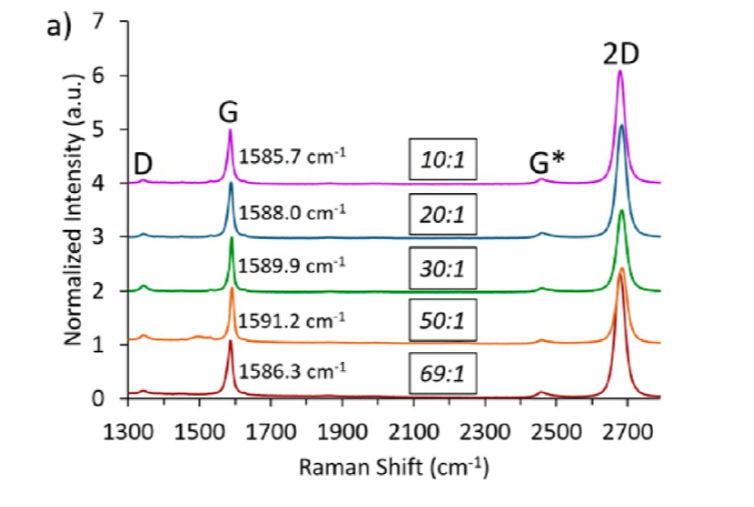 a)
7
6
5
4
3
2
1
0
Normalized Intensity (a.u.)
2D
G
D
G*
1585.7 cm-1
10:1
1588.0 cm-1
20:1
1589.9 cm-1
30:1
1591.2 cm-1
50:1
1586.3 cm-1
69:1
1300 1500 1700 1900 2100 2300 2500 2700
Raman Shift (cm-1)